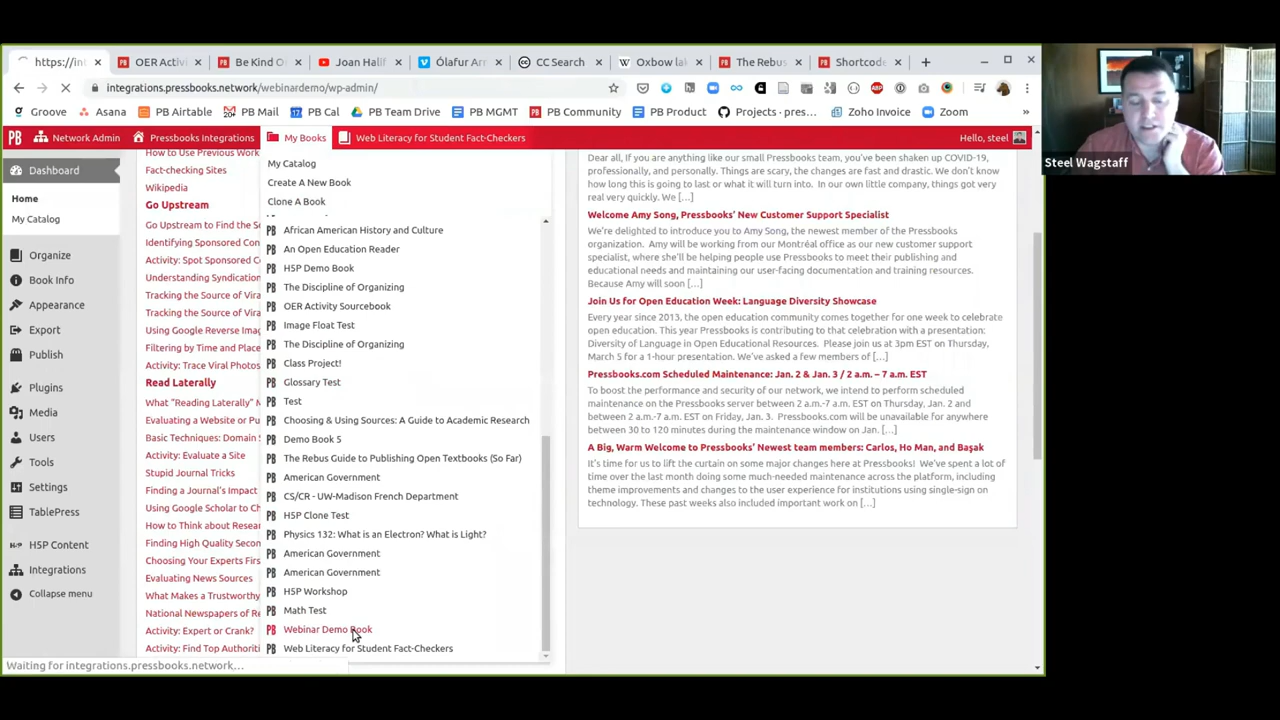 https://in
OER Activi
Be Kind O
Joan Halif
Ólafur Arn
CC Search
Oxbow la
The Rebus
Shortcode
integrations.pressbooks.network/webinardemo/wp-admin/
Groove
Asana
PB Airtable
PB Mail
PB Cal
PB Team Drive
PB MGMT
PB Community
PB Product
Projects · pres…
Zoho Invoice
Zoom
Network Admin
Pressbooks Integrations
My Books
Web Literacy for Student Fact-Checkers
Hello, steel
Dashboard
Home
My Catalog
Organize
Book Info
Appearance
Export
Publish
Plugins
Media
Users
Tools
Settings
TablePress
H5P Content
Integrations
Collapse menu
How to Use Previous Work
Fact-checking Sites
Wikipedia
Go Upstream
Go Upstream to Find the So
Identifying Sponsored Con
Activity: Spot Sponsored C
Understanding Syndication
Tracking the Source of Vira
Tracking the Source of Vira
Using Google Reverse Imag
Filtering by Time and Place
Activity: Trace Viral Photos
Read Laterally
What "Reading Laterally" M
Evaluating a Website or Pu
Basic Techniques: Domain S
Activity: Evaluate a Site
Stupid Journal Tricks
Finding a Journal's Impact
Using Google Scholar to Ch
How to Think about Resear
Finding High Quality Secon
Choosing Your Experts Firs
Evaluating News Sources
What Makes a Trustworthy
National Newspapers of Re
Activity: Expert or Crank?
Activity: Find Top Authoriti
My Catalog
Create A New Book
Clone A Book
African American History and Culture
An Open Education Reader
H5P Demo Book
The Discipline of Organizing
OER Activity Sourcebook
Image Float Test
The Discipline of Organizing
Class Project!
Glossary Test
Test
Choosing & Using Sources: A Guide to Academic Research
Demo Book 5
The Rebus Guide to Publishing Open Textbooks (So Far)
American Government
CS/CR - UW-Madison French Department
H5P Clone Test
Physics 132: What is an Electron? What is Light?
American Government
American Government
H5P Workshop
Math Test
Webinar Demo Book
Web Literacy for Student Fact-Checkers
Dear all, If you are anything like our small Pressbooks team, you've been shaken up COVID-19,
professionally, and personally. Things are scary, the changes are fast and drastic. We don't know
how long this is going to last or what it will turn into. In our own little company, things got very
real very quickly. We […]
Welcome Amy Song, Pressbooks' New Customer Support Specialist
We're delighted to introduce you to Amy Song, the newest member of the Pressbooks
organization. Amy will be working from our Montréal office as our new customer support
specialist, where she'll be helping people use Pressbooks to meet their publishing and
educational needs and maintaining our user-facing documentation and training resources.
Because Amy will soon […]
Join Us for Open Education Week: Language Diversity Showcase
Every year since 2013, the open education community comes together for one week to celebrate
open education. This year Pressbooks is contributing to that celebration with a presentation:
Diversity of Language in Open Educational Resources. Please join us at 3pm EST on Thursday,
March 5 for a 1-hour presentation. We've asked a few members of […]
Pressbooks.com Scheduled Maintenance: Jan. 2 & Jan. 3 / 2 a.m. – 7 a.m. EST
To boost the performance and security of our network, we intend to perform scheduled
maintenance on the Pressbooks server between 2 a.m.-7 a.m. EST on Thursday, Jan. 2 and
between 2 a.m.-7 a.m. EST on Friday, Jan. 3. Pressbooks.com will be unavailable for anywhere
between 30 to 120 minutes during the maintenance window on Jan. […]
A Big, Warm Welcome to Pressbooks' Newest team members: Carlos, Ho Man, and Başak
It's time for us to lift the curtain on some major changes here at Pressbooks! We've spent a lot of
time over the last month doing some much-needed maintenance across the platform, including
theme improvements and changes to the user experience for institutions using single-sign on
technology. These past weeks also included important work on […]
Waiting for integrations.pressbooks.network…
Steel Wagstaff